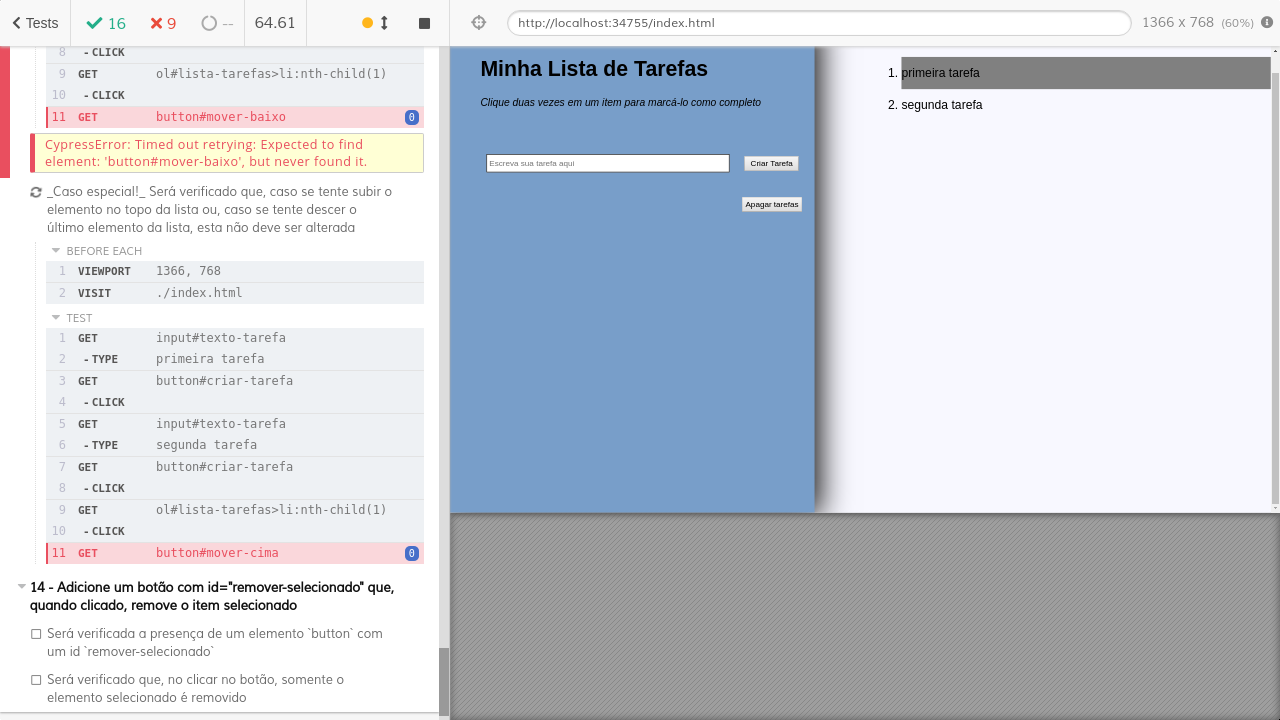 Tests
16
9
--
64.61
http://localhost:34755/index.html
1366 x 768 (60%)
8 - CLICK
9 GET ol#lista-tarefas>li:nth-child(1)
10 - CLICK
11 GET button#mover-baixo 0
CypressError: Timed out retrying: Expected to find
element: 'button#mover-baixo', but never found it.
_Caso especial!_ Será verificado que, caso se tente subir o
elemento no topo da lista ou, caso se tente descer o
último elemento da lista, esta não deve ser alterada
BEFORE EACH
1 VIEWPORT 1366, 768
2 VISIT ./index.html
TEST
1 GET input#texto-tarefa
2 - TYPE primeira tarefa
3 GET button#criar-tarefa
4 - CLICK
5 GET input#texto-tarefa
6 - TYPE segunda tarefa
7 GET button#criar-tarefa
8 - CLICK
9 GET ol#lista-tarefas>li:nth-child(1)
10 - CLICK
11 GET button#mover-cima 0
14 - Adicione um botão com id="remover-selecionado" que,
quando clicado, remove o item selecionado
Será verificada a presença de um elemento `button` com
um id `remover-selecionado`
Será verificado que, no clicar no botão, somente o
elemento selecionado é removido
Minha Lista de Tarefas
Clique duas vezes em um item para marcá-lo como completo
Escreva sua tarefa aqui
Criar Tarefa
Apagar tarefas
1. primeira tarefa
2. segunda tarefa